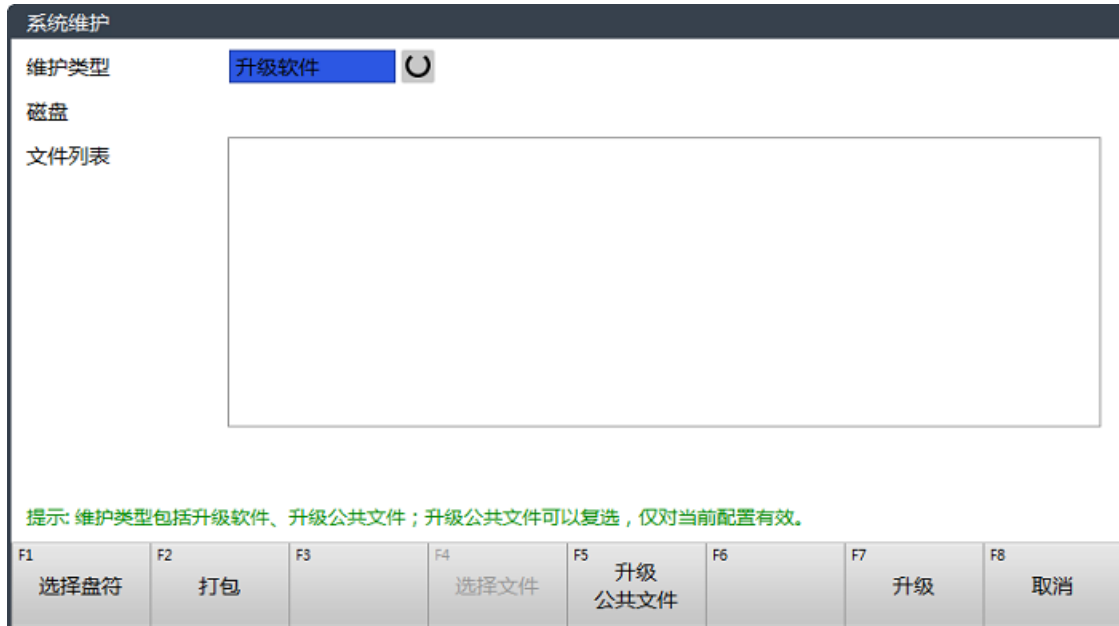 系统维护
维护类型 升级软件
磁盘
文件列表
提示: 维护类型包括升级软件、升级公共文件；升级公共文件可以复选，仅对当前配置有效。
F1 选择盘符
F2 打包
F3
F4 选择文件
F5 升级
公共文件
F6
F7 升级
F8 取消